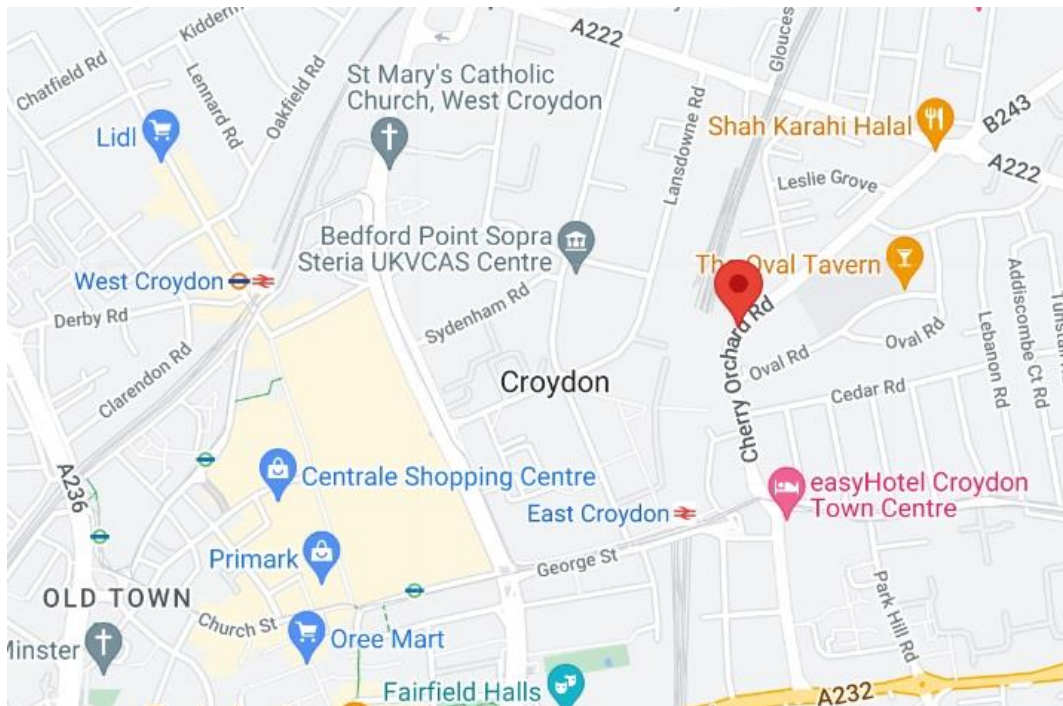 A222
Kidderm
Glouces
Chatfield Rd
Lennard Rd
Oakfield Rd
St Mary's Catholic
Church, West Croydon
Lansdowne Rd
Lidl
Shah Karahi Halal
B243
A222
Leslie Grove
Bedford Point Sopra
Steria UKVCAS Centre
The Oval Tavern
West Croydon
Derby Rd
Sydenham Rd
Addiscombe Ct Rd
Tunstall R
Lebanon Rd
Oval Rd
Oval Rd
Cherry Orchard Rd
Clarendon Rd
Croydon
Cedar Rd
A236
Centrale Shopping Centre
easyHotel Croydon
Town Centre
East Croydon
Primark
George St
OLD TOWN
Church St
Park Hill Rd
Minster
Oree Mart
Fairfield Halls
A232